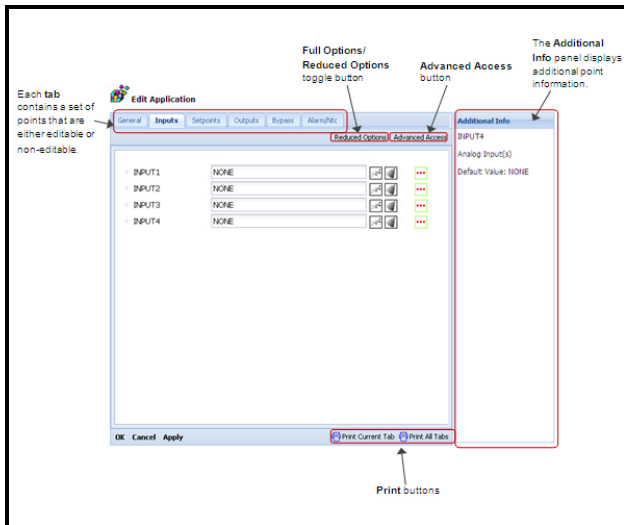 Full Options/
Reduced Options
toggle button
Advanced Access
button
The Additional
Info panel displays
additional point
information.
Each tab
contains a set of
points that are
either editable or
non-editable.
Edit Application
General Inputs Setpoints Outputs Bypass Alarm/Ntc
Reduced Options Advanced Access
Additional Info
INPUT4
Analog Input(s)
Default Value: NONE
INPUT1 NONE
INPUT2 NONE
INPUT3 NONE
INPUT4 NONE
OK Cancel Apply
Print Current Tab Print All Tabs
Print buttons